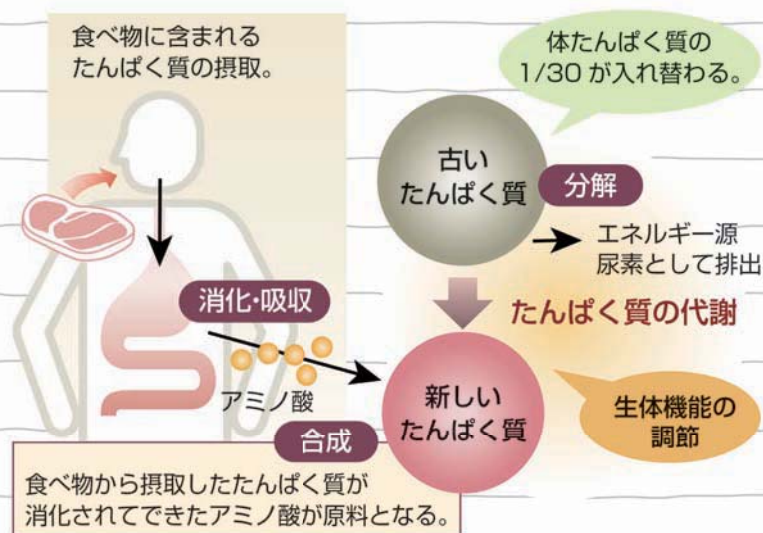 食べ物に含まれる
たんぱく質の摂取。
体たんぱく質の
1/30が入れ替わる。
古い
たんぱく質
分解
エネルギー源
尿素として排出
消化・吸収
たんぱく質の代謝
アミノ酸
新しい
たんぱく質
生体機能の
調節
合成
食べ物から摂取したたんぱく質が
消化されてできたアミノ酸が原料となる。